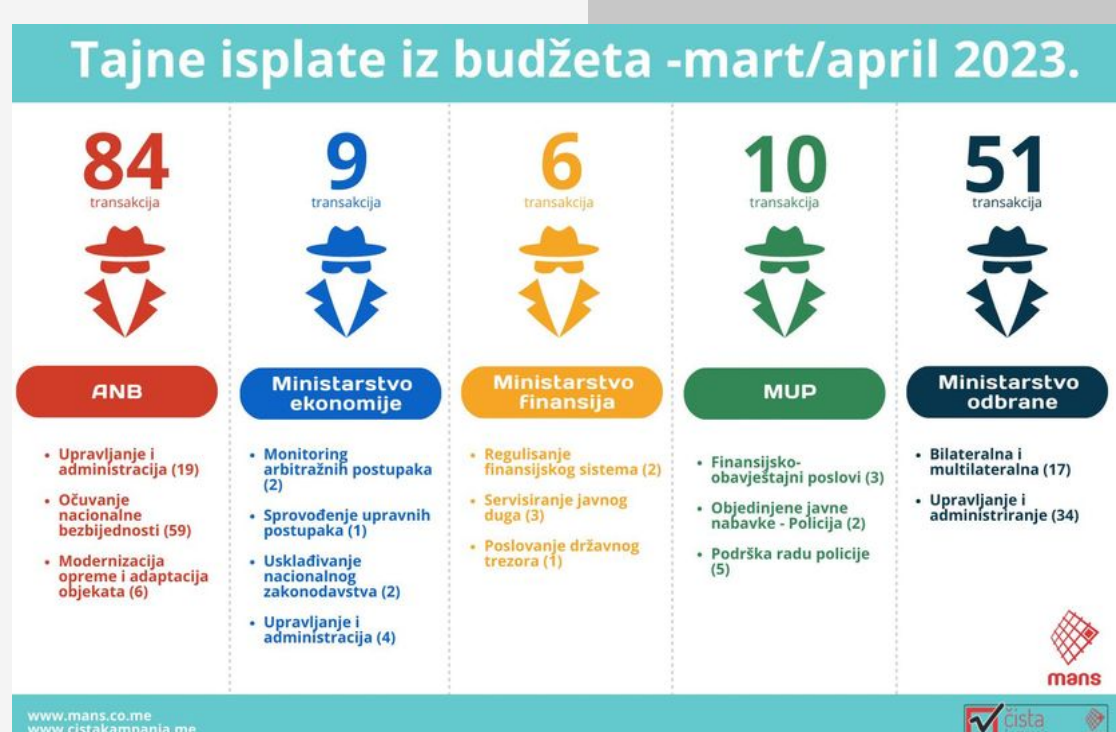 Tajne isplate iz budžeta -mart/april 2023.
84
transakcija
ANB
• Upravljanje i
administracija (19)
• Očuvanje
nacionalne
bezbijednosti (59)
• Modernizacija
opreme i adaptacija
objekata (6)
9
transakcija
Ministarstvo
ekonomije
• Monitoring
arbitražnih postupaka
(2)
• Sprovođenje upravnih
postupaka (1)
• Usklađivanje
nacionalnog
zakonodavstva (2)
• Upravljanje i
administracija (4)
6
transakcija
Ministarstvo
finansija
• Regulisanje
finansijskog sistema (2)
• Servisiranje javnog
duga (3)
• Poslovanje državnog
trezora (1)
10
transakcija
MUP
• Finansijsko-
obavještajni poslovi (3)
• Objedinjene javne
nabavke - Policija (2)
• Podrška radu policije
(5)
51
transakcija
Ministarstvo
odbrane
• Bilateralna i
multilateralna (17)
• Upravljanje i
administriranje (34)
mans
www.mans.co.me
www.cistakampanja.me
čista